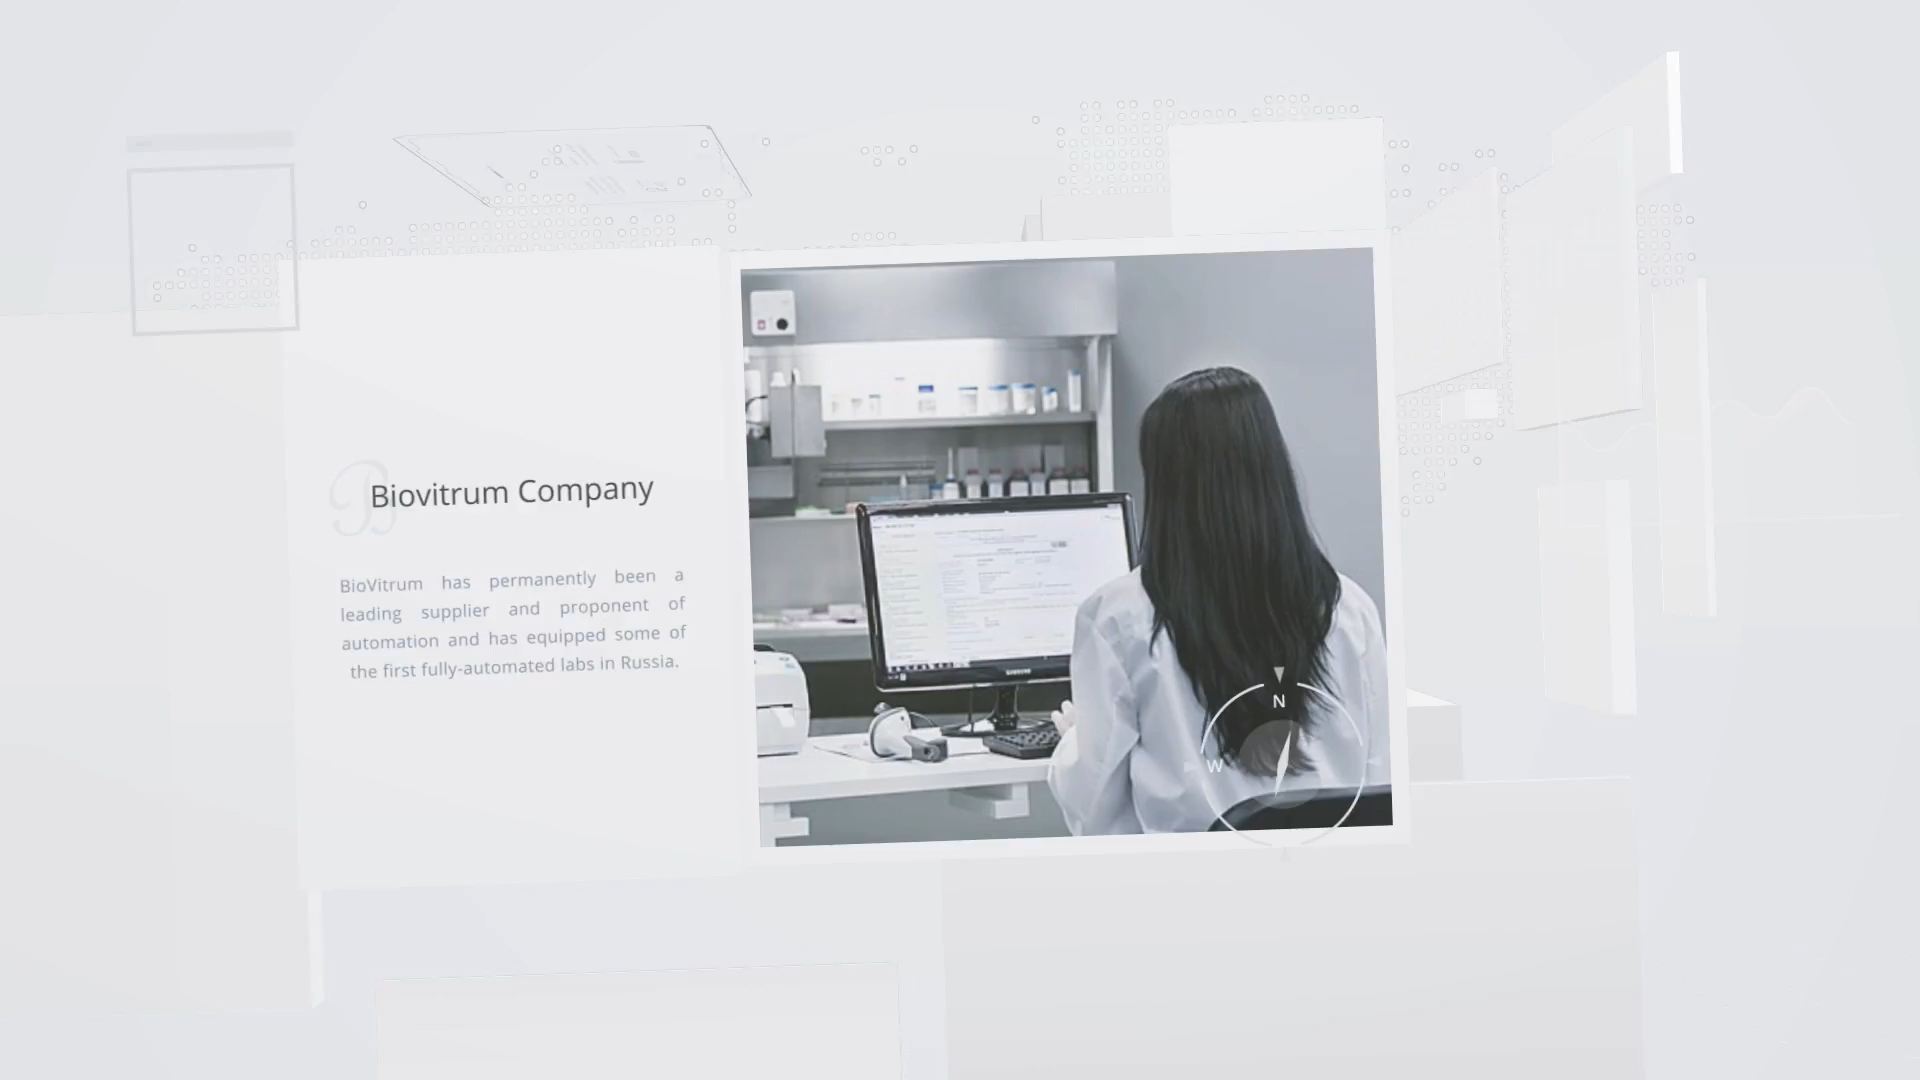 B
Biovitrum Company
BioVitrum has permanently been a
leading supplier and proponent of
automation and has equipped some of
the first fully-automated labs in Russia.
SAMSUNG
N
W